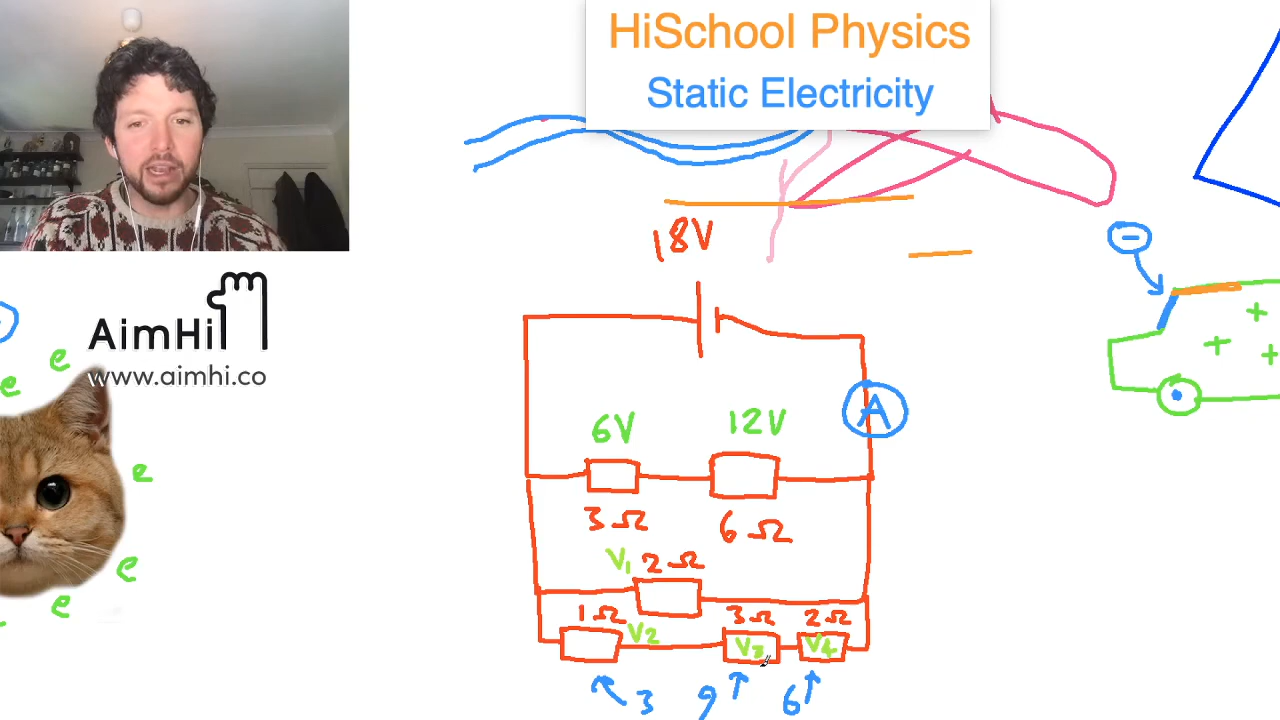 HiSchool Physics
Static Electricity
18V
AimHi
www.aimhi.co
e
e
e
e
e
−
+
+
+
A
6V
12V
3 Ω
6 Ω
V1
2 Ω
1 Ω
V2
3 Ω
2 Ω
V3
V4
3
9
6